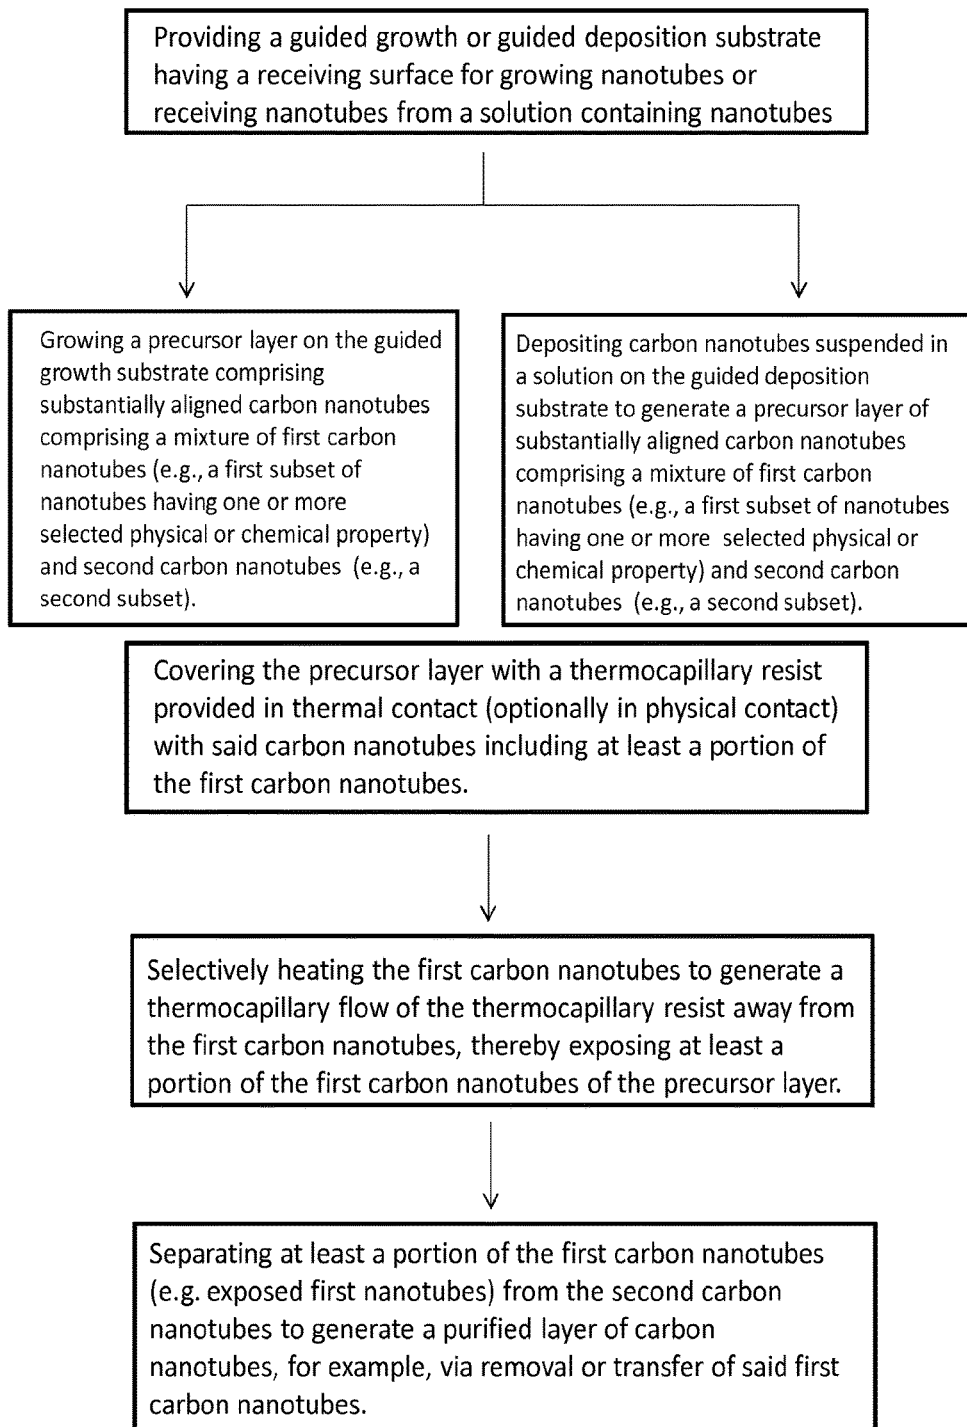 Providing a guided growth or guided deposition substrate
having a receiving surface for growing nanotubes or
receiving nanotubes from a solution containing nanotubes
Growing a precursor layer on the guided
growth substrate comprising
substantially aligned carbon nanotubes
comprising a mixture of first carbon
nanotubes (e.g., a first subset of
nanotubes having one or more
selected physical or chemical property)
and second carbon nanotubes (e.g., a
second subset).
Depositing carbon nanotubes suspended in
a solution on the guided deposition
substrate to generate a precursor layer of
substantially aligned carbon nanotubes
comprising a mixture of first carbon
nanotubes (e.g., a first subset of nanotubes
having one or more selected physical or
chemical property) and second carbon
nanotubes (e.g., a second subset).
Covering the precursor layer with a thermocapillary resist
provided in thermal contact (optionally in physical contact)
with said carbon nanotubes including at least a portion of
the first carbon nanotubes.
Selectively heating the first carbon nanotubes to generate a
thermocapillary flow of the thermocapillary resist away from
the first carbon nanotubes, thereby exposing at least a
portion of the first carbon nanotubes of the precursor layer.
Separating at least a portion of the first carbon nanotubes
(e.g. exposed first nanotubes) from the second carbon
nanotubes to generate a purified layer of carbon
nanotubes, for example, via removal or transfer of said first
carbon nanotubes.